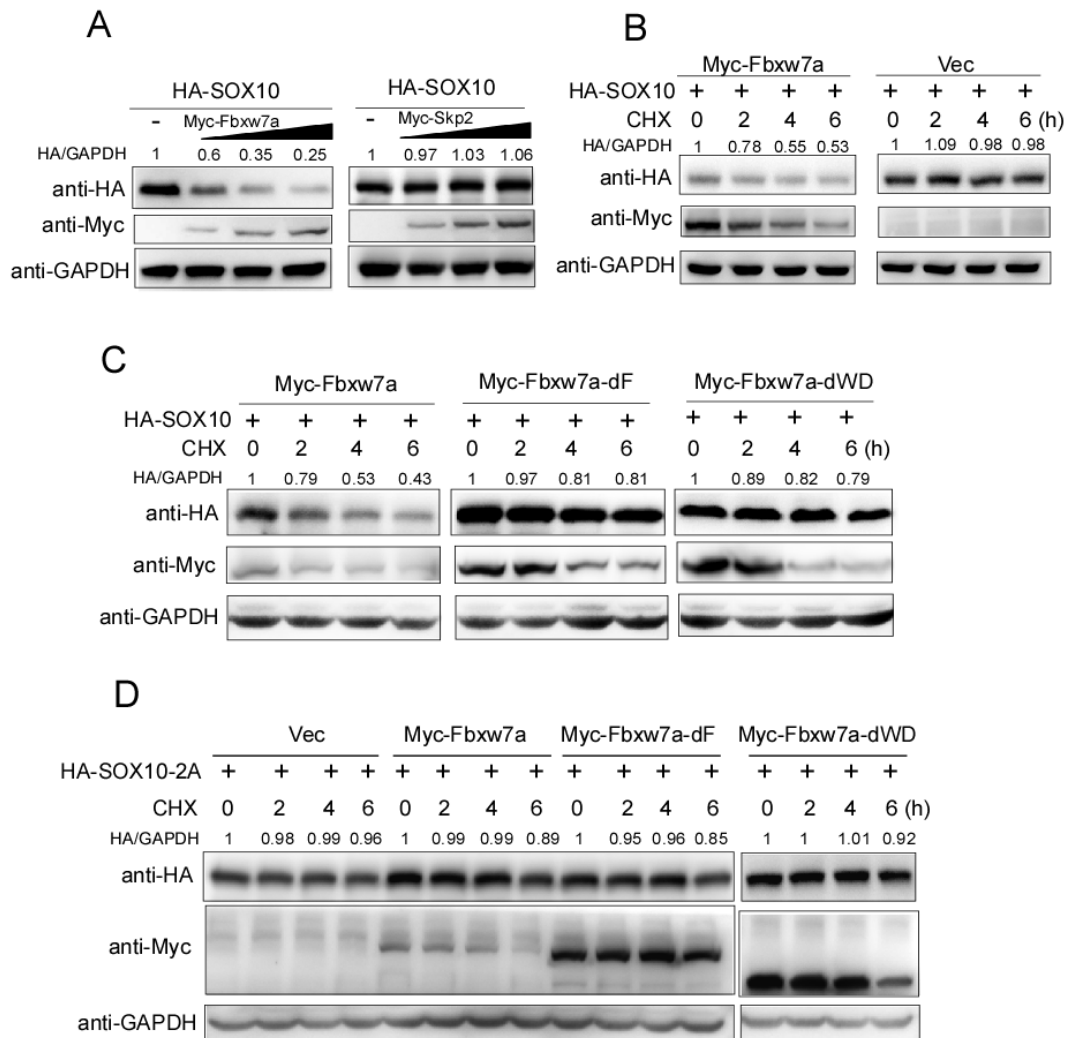 A
HA-SOX10
HA-SOX10
- Myc-Fbxw7a
- Myc-Skp2
HA/GAPDH 1 0.6 0.35 0.25 1 0.97 1.03 1.06
anti-HA
anti-Myc
anti-GAPDH
B
Myc-Fbxw7a Vec
HA-SOX10 + + + + + + + +
CHX 0 2 4 6 0 2 4 6 (h)
HA/GAPDH 1 0.78 0.55 0.53 1 1.09 0.98 0.98
anti-HA
anti-Myc
anti-GAPDH
C
Myc-Fbxw7a Myc-Fbxw7a-dF Myc-Fbxw7a-dWD
HA-SOX10 + + + + + + + + + + + +
CHX 0 2 4 6 0 2 4 6 0 2 4 6 (h)
HA/GAPDH 1 0.79 0.53 0.43 1 0.97 0.81 0.81 1 0.89 0.82 0.79
anti-HA
anti-Myc
anti-GAPDH
D
Vec Myc-Fbxw7a Myc-Fbxw7a-dF Myc-Fbxw7a-dWD
HA-SOX10-2A + + + + + + + + + + + + + + + +
CHX 0 2 4 6 0 2 4 6 0 2 4 6 0 2 4 6 (h)
HA/GAPDH 1 0.98 0.99 0.96 1 0.99 0.99 0.89 1 0.95 0.96 0.85 1 1 1.01 0.92
anti-HA
anti-Myc
anti-GAPDH